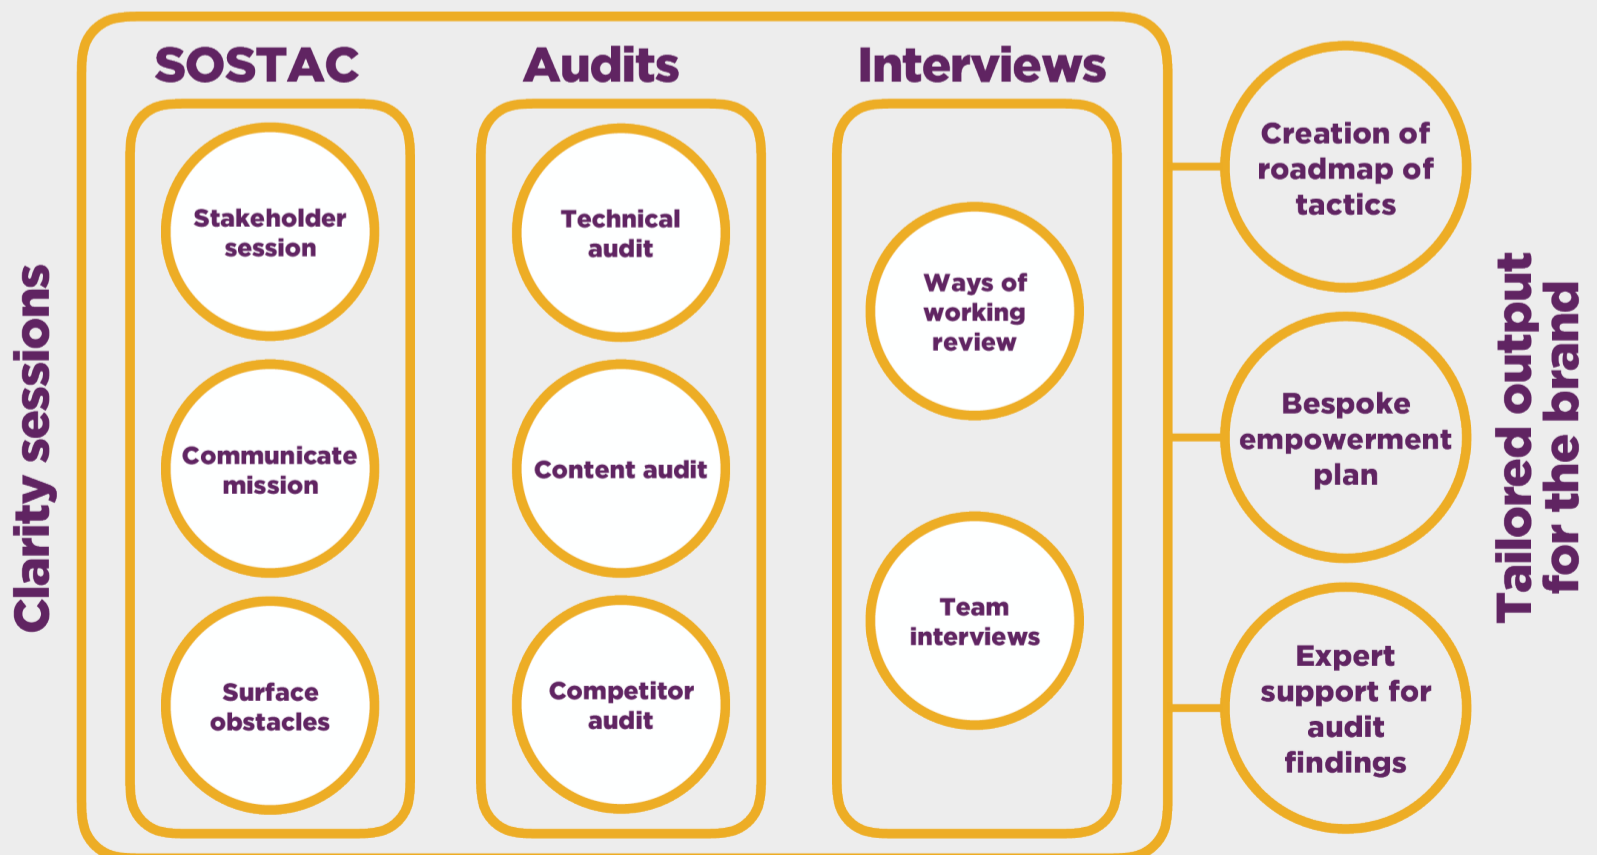 Clarity sessions
SOSTAC
Stakeholder
session
Communicate
mission
Surface
obstacles
Audits
Technical
audit
Content audit
Competitor
audit
Interviews
Ways of
working
review
Team
interviews
Creation of
roadmap of
tactics
Bespoke
empowerment
plan
Expert
support for
audit
findings
Tailored output
for the brand